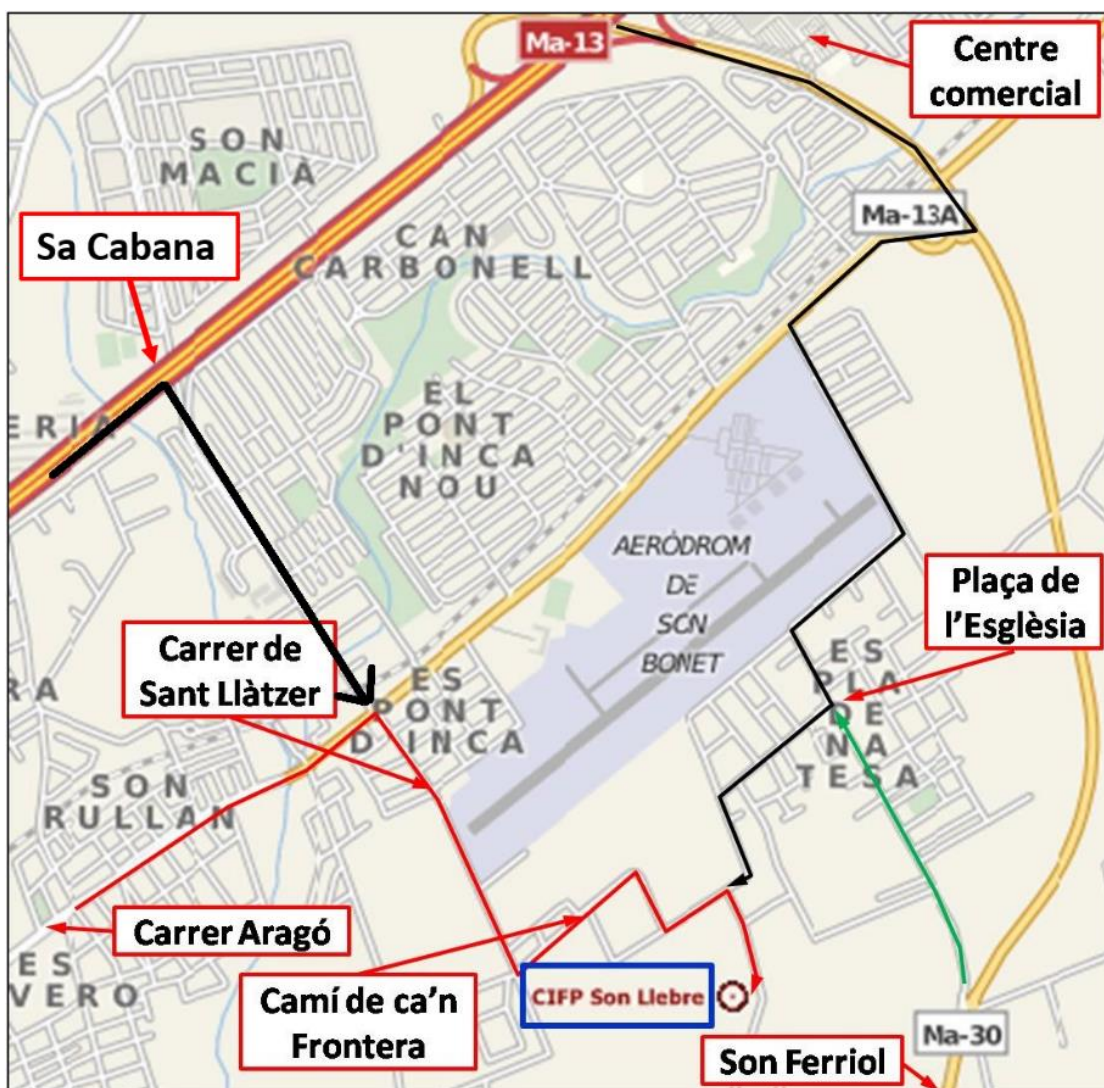 Ma-13
Centre
comercial
SON
MACIÀ
Ma-13A
Sa Cabana
CAN
CARBONELL
ERIA
EL
PONT
D'INCA
NOU
AERÒDROM
DE
SON
BONET
Plaça de
l'Esglèsia
Carrer de
Sant Llàtzer
ES
PONT
D'INCA
ES
PLA
DE
NA
TESA
RA
SON
RULLAN
Carrer Aragó
ES
VERO
Camí de ca'n
Frontera
CIFP Son Llebre
Son Ferriol
Ma-30